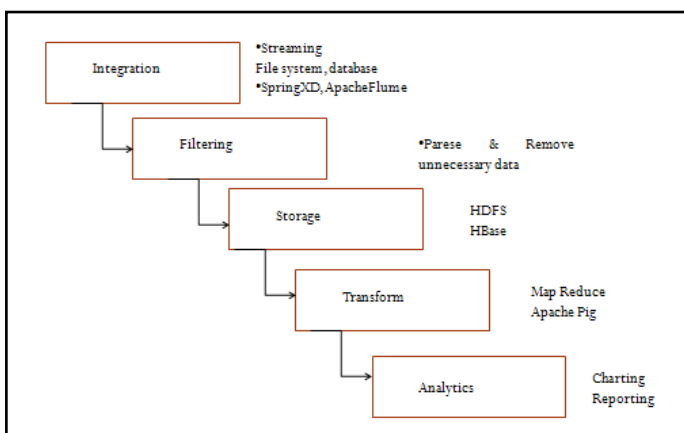 Integration
•Streaming
File system, database
•SpringXD, ApacheFlume
Filtering
•Parese & Remove
unnecessary data
Storage
HDFS
HBase
Transform
Map Reduce
Apache Pig
Analytics
Charting
Reporting